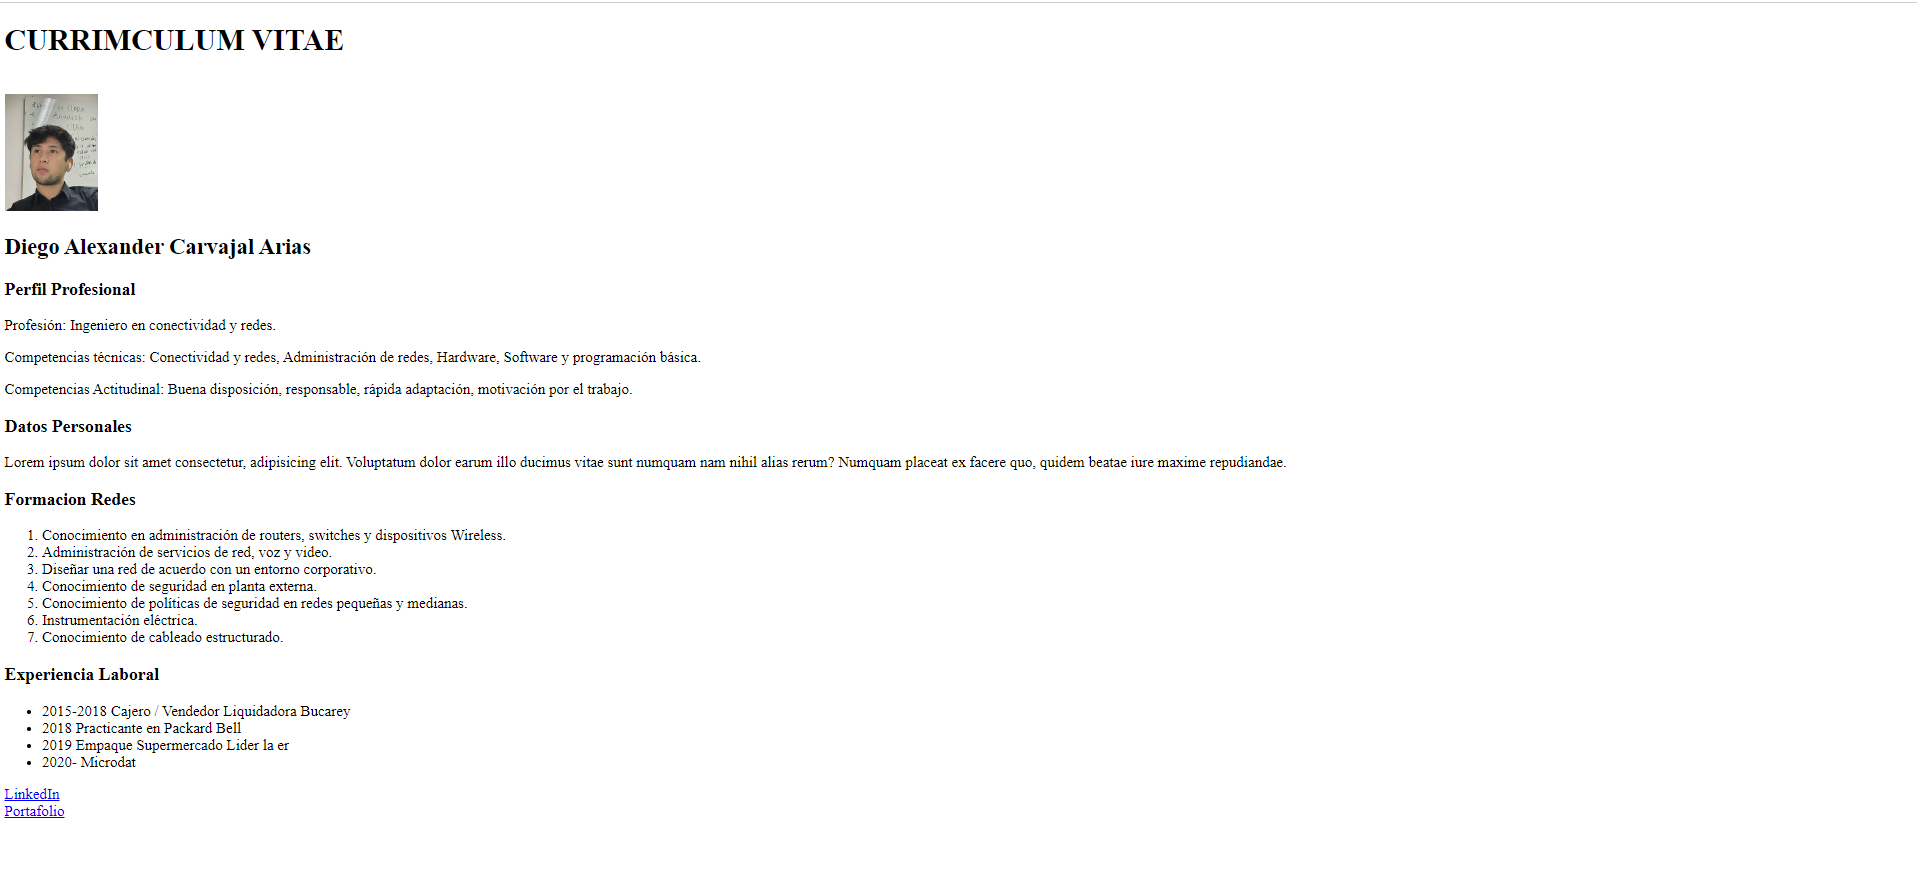 CURRIMCULUM VITAE
Diego Alexander Carvajal Arias
Perfil Profesional
Profesión: Ingeniero en conectividad y redes.
Competencias técnicas: Conectividad y redes, Administración de redes, Hardware, Software y programación básica.
Competencias Actitudinal: Buena disposición, responsable, rápida adaptación, motivación por el trabajo.
Datos Personales
Lorem ipsum dolor sit amet consectetur, adipisicing elit. Voluptatum dolor earum illo ducimus vitae sunt numquam nam nihil alias rerum? Numquam placeat ex facere quo, quidem beatae iure maxime repudiandae.
Formacion Redes
1. Conocimiento en administración de routers, switches y dispositivos Wireless.
2. Administración de servicios de red, voz y video.
3. Diseñar una red de acuerdo con un entorno corporativo.
4. Conocimiento de seguridad en planta externa.
5. Conocimiento de políticas de seguridad en redes pequeñas y medianas.
6. Instrumentación eléctrica.
7. Conocimiento de cableado estructurado.
Experiencia Laboral
• 2015-2018 Cajero / Vendedor Liquidadora Bucarey
• 2018 Practicante en Packard Bell
• 2019 Empaque Supermercado Lider la er
• 2020- Microdat
LinkedIn
Portafolio